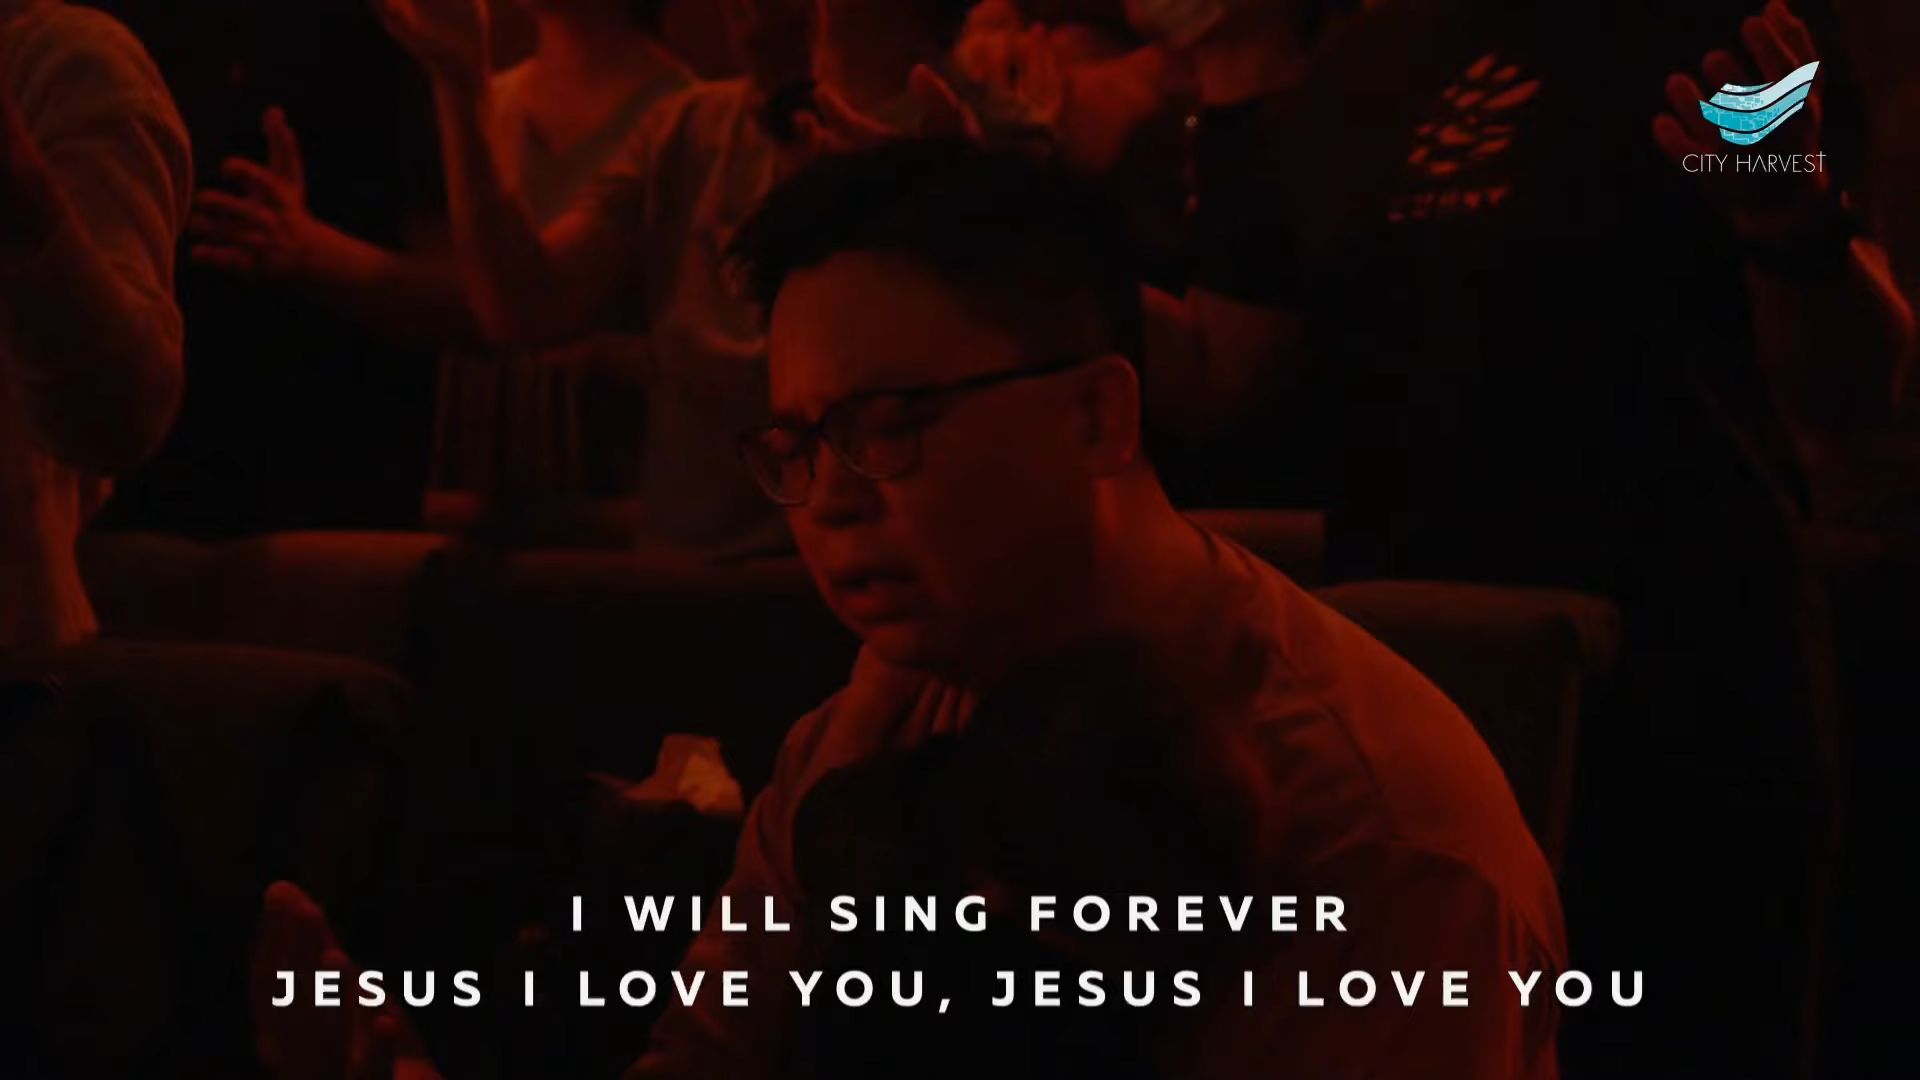 CITY HARVEST
I WILL SING FOREVER
JESUS I LOVE YOU, JESUS I LOVE YOU